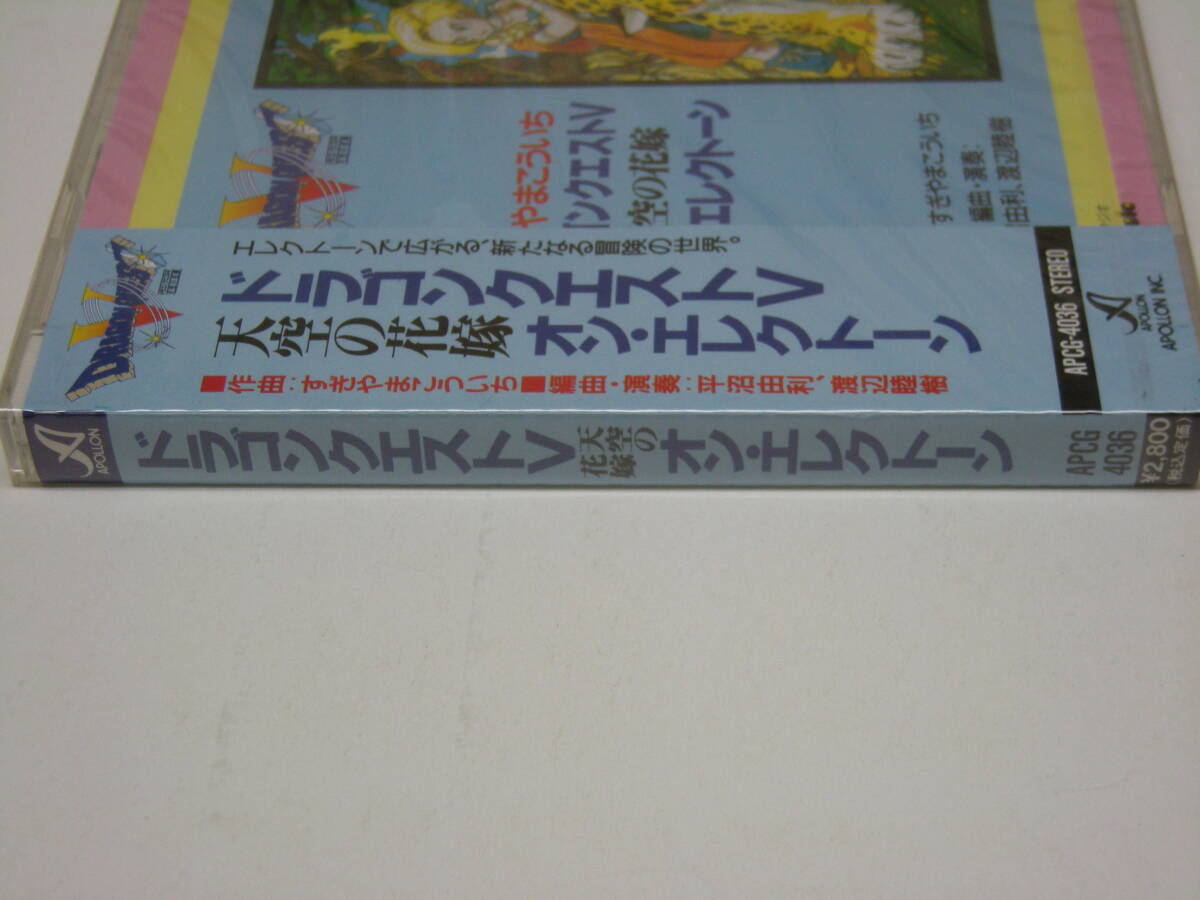 やまこういち
ンクエストV
空の花嫁
エレクトーン
すぎやまこういち
編曲・演奏：
由利、渡辺睦樹
DRAGON QUEST
V
エレクトーンで広がる、新たなる冒険の世界。
ドラゴンクエストV
天空の花嫁 オン・エレクトーン
■作曲：すぎやまこういち■編曲・演奏：平沼由利、渡辺睦樹
APCG-4036 STEREO
APOLLON
APOLLON INC.
APOLLON
ドラゴンクエストV 天空の花嫁 オン・エレクトーン
APCG
4036
¥2,800
(税込定価)